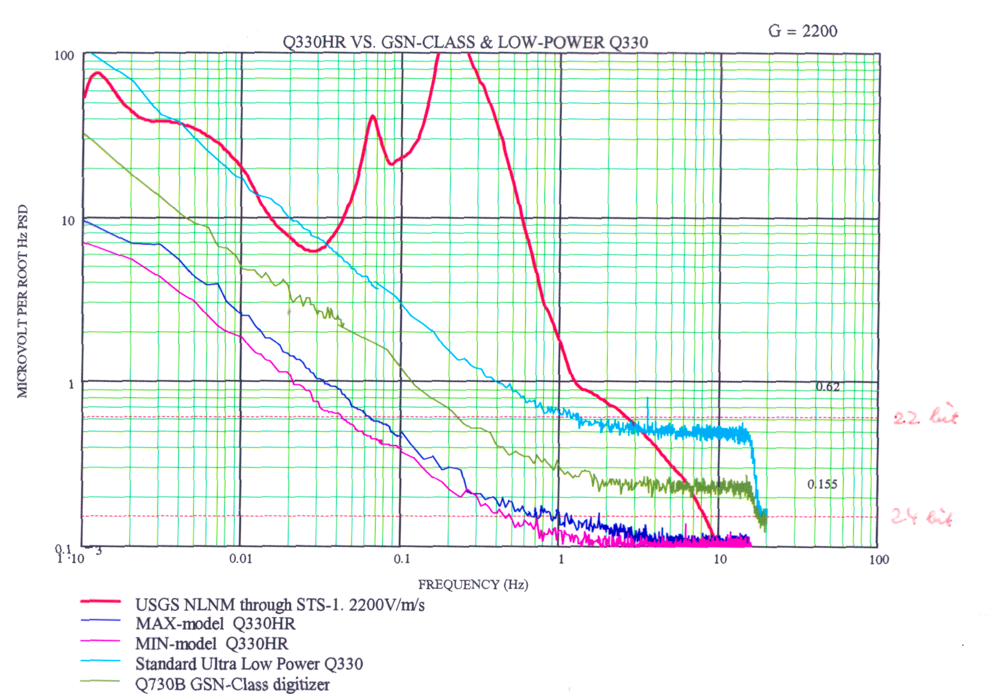 G = 2200
Q330HR VS. GSN-CLASS & LOW-POWER Q330
100
10
1
0.1
MICROVOLT PER ROOT Hz PSD
0.62
22 bit
0.155
24 bit
1·10⁻³
0.01
0.1
1
10
100
FREQUENCY (Hz)
USGS NLNM through STS-1. 2200V/m/s
MAX-model Q330HR
MIN-model Q330HR
Standard Ultra Low Power Q330
Q730B GSN-Class digitizer